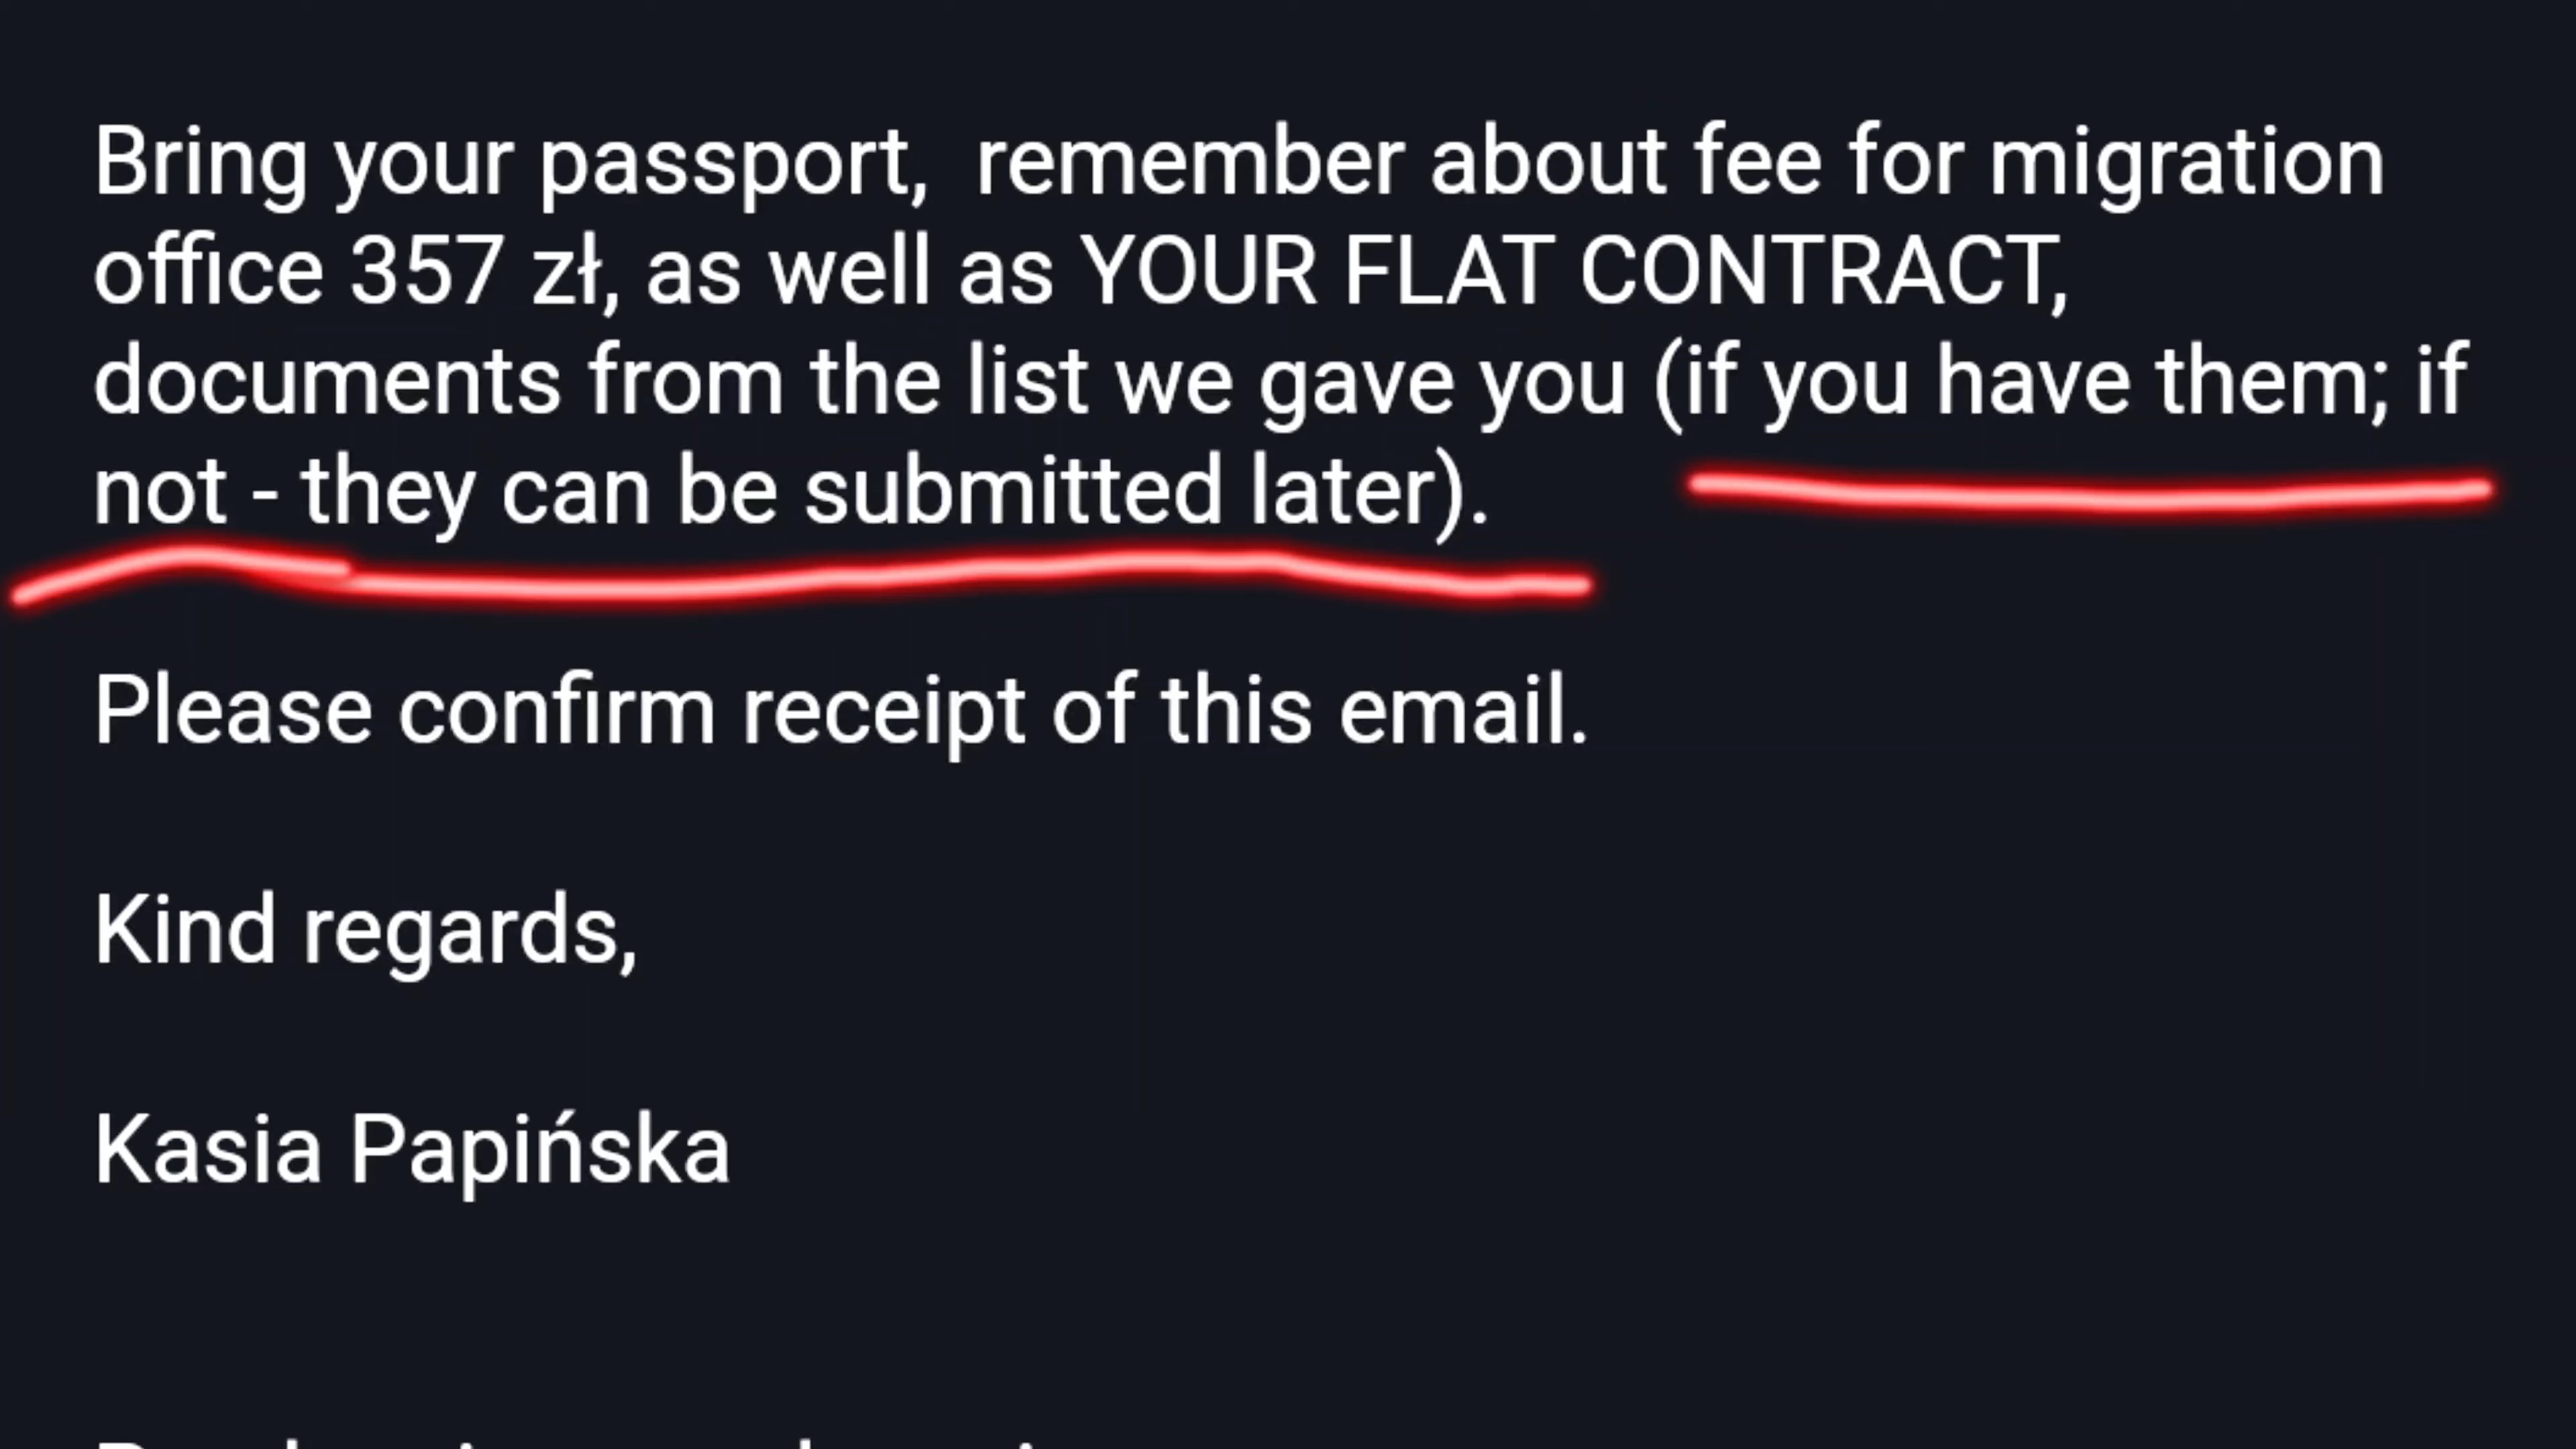 Bring your passport,  remember about fee for migration
office 357 zł, as well as YOUR FLAT CONTRACT,
documents from the list we gave you (if you have them; if
not - they can be submitted later).
Please confirm receipt of this email.
Kind regards,
Kasia Papińska